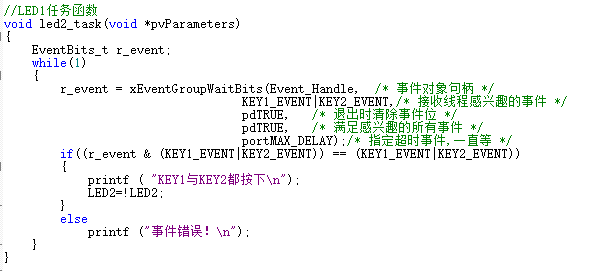 //LED1任务函数
void led2_task(void *pvParameters)
{
    EventBits_t r_event;
    while(1)
    {
        r_event = xEventGroupWaitBits(Event_Handle,  /* 事件对象句柄 */
                                      KEY1_EVENT|KEY2_EVENT,/* 接收线程感兴趣的事件 */
                                      pdTRUE,   /* 退出时清除事件位 */
                                      pdTRUE,   /* 满足感兴趣的所有事件 */
                                      portMAX_DELAY);/* 指定超时事件,一直等 */
        if((r_event & (KEY1_EVENT|KEY2_EVENT)) == (KEY1_EVENT|KEY2_EVENT))
        {
            printf ( "KEY1与KEY2都按下\n");
            LED2=!LED2;
        }
        else
            printf ("事件错误！\n");
    }
}